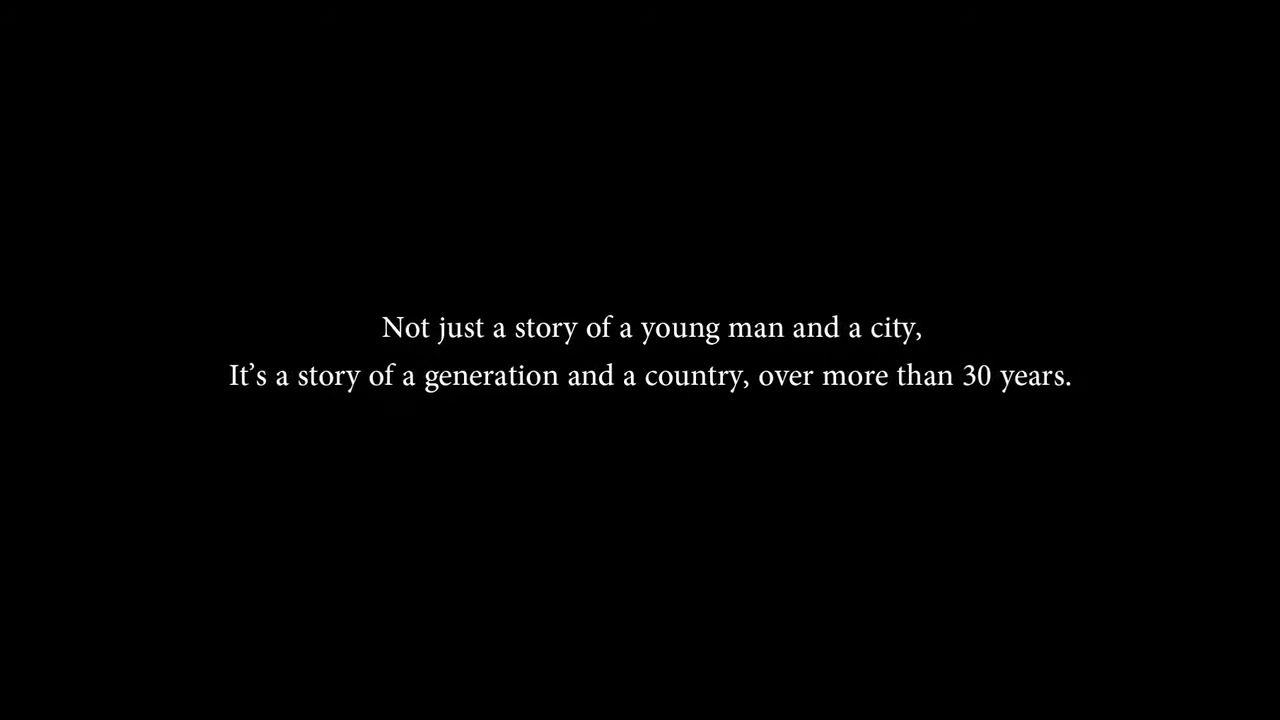 Not just a story of a young man and a city,
It’s a story of a generation and a country, over more than 30 years.